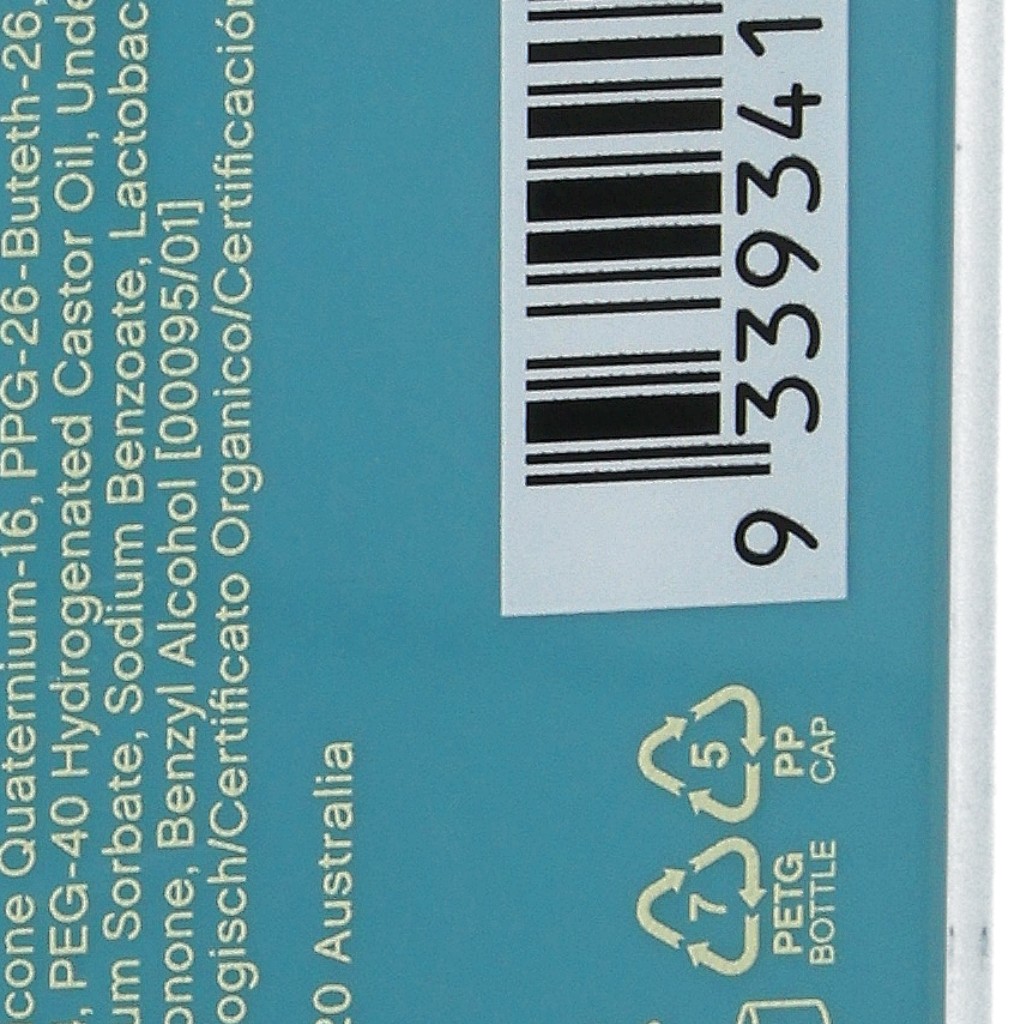 cone Quaternium-16, PPG-26-Buteth-26,
, PEG-40 Hydrogenated Castor Oil, Unde
um Sorbate, Sodium Benzoate, Lactobac
onone, Benzyl Alcohol [00095/01]
ogisch/Certificato Organico/Certificación
20 Australia
9 339341
7
PETG
BOTTLE
5
PP
CAP